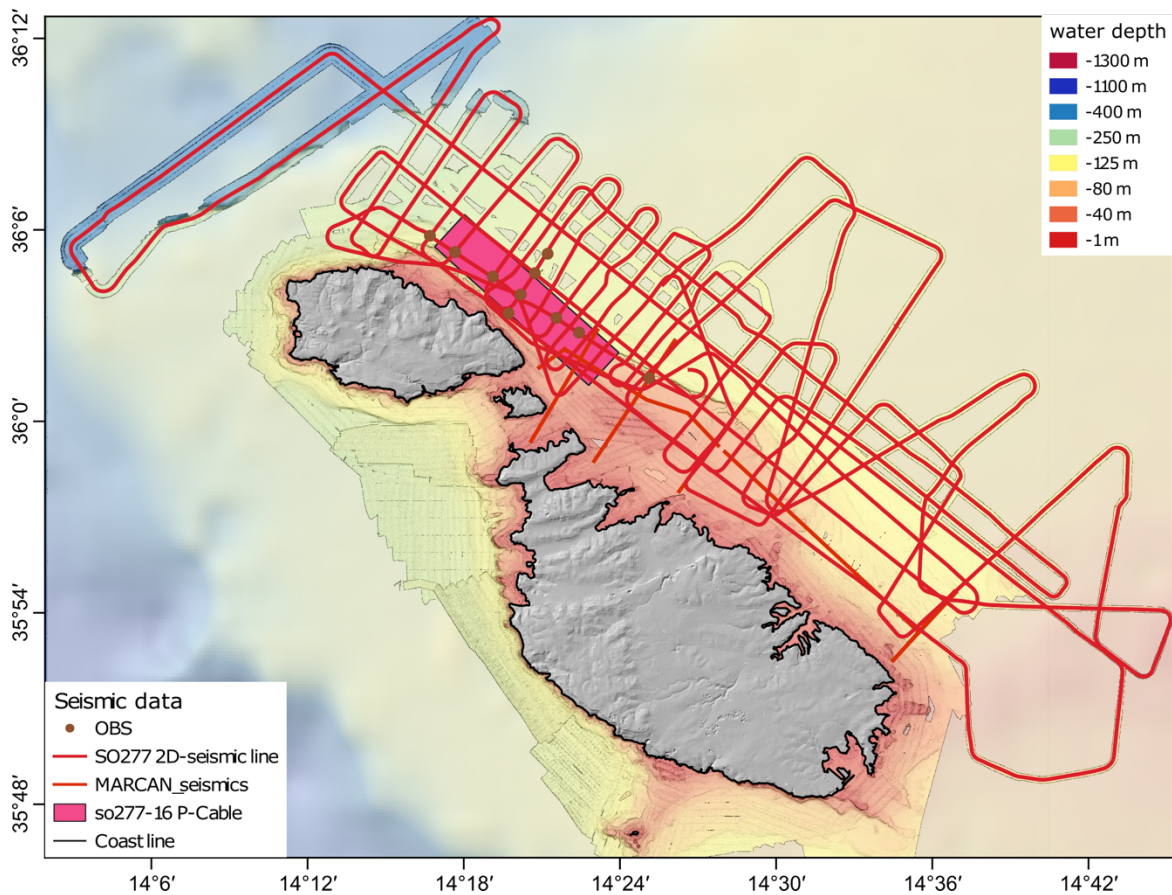 36°12'
36°6'
36°0'
35°54'
35°48'
water depth
-1300 m
-1100 m
-400 m
-250 m
-125 m
-80 m
-40 m
-1m
Seismic data
OBS
SO277 2D-seismic line
MARCAN_seismics
so277-16 P-Cable
Coast line
14°6'
14°12'
14°18'
14°24'
14°30'
14°36'
14°42'